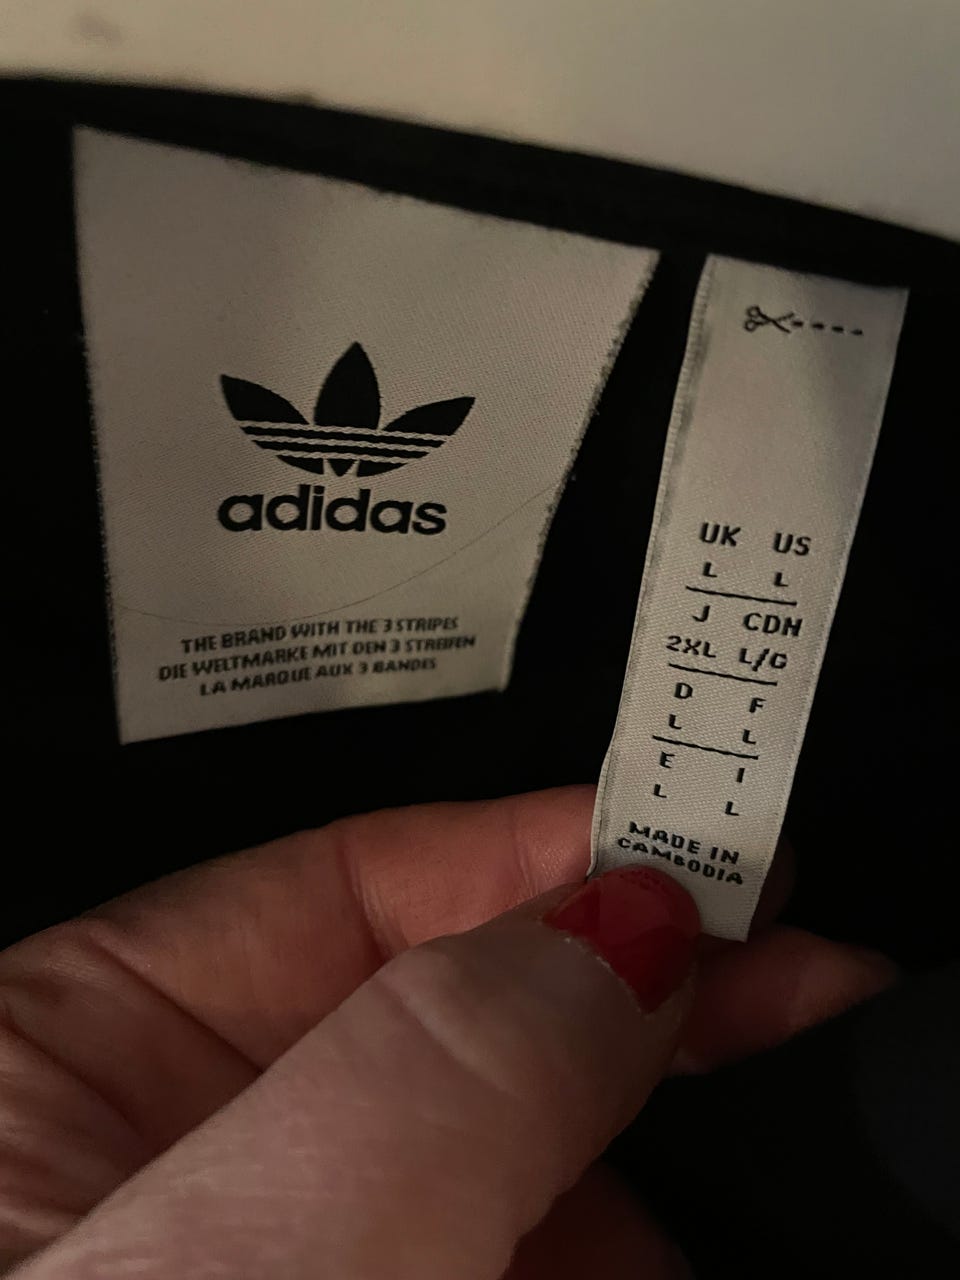 adidas
THE BRAND WITH THE 3 STRIPES
DIE WELTMARKE MIT DEN 3 STREIFEN
LA MARQUE AUX 3 BANDES
UK US
L L
J CDN
2XL L/G
D F
L L
E I
L L
MADE IN
CAMBODIA